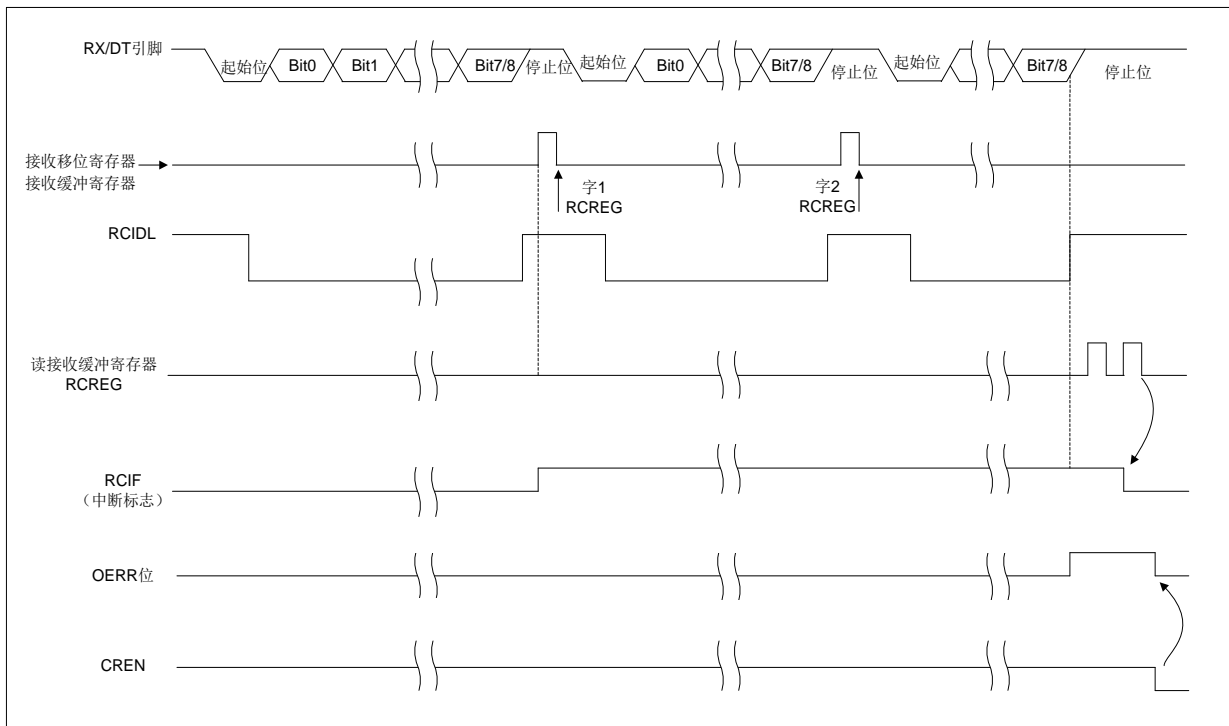 RX/DT引脚
起始位 Bit0 Bit1 Bit7/8 停止位 起始位 Bit0 Bit7/8 停止位 起始位 Bit7/8 停止位
接收移位寄存器
接收缓冲寄存器
字1
RCREG
字2
RCREG
RCIDL
读接收缓冲寄存器
RCREG
RCIF
（中断标志）
OERR位
CREN